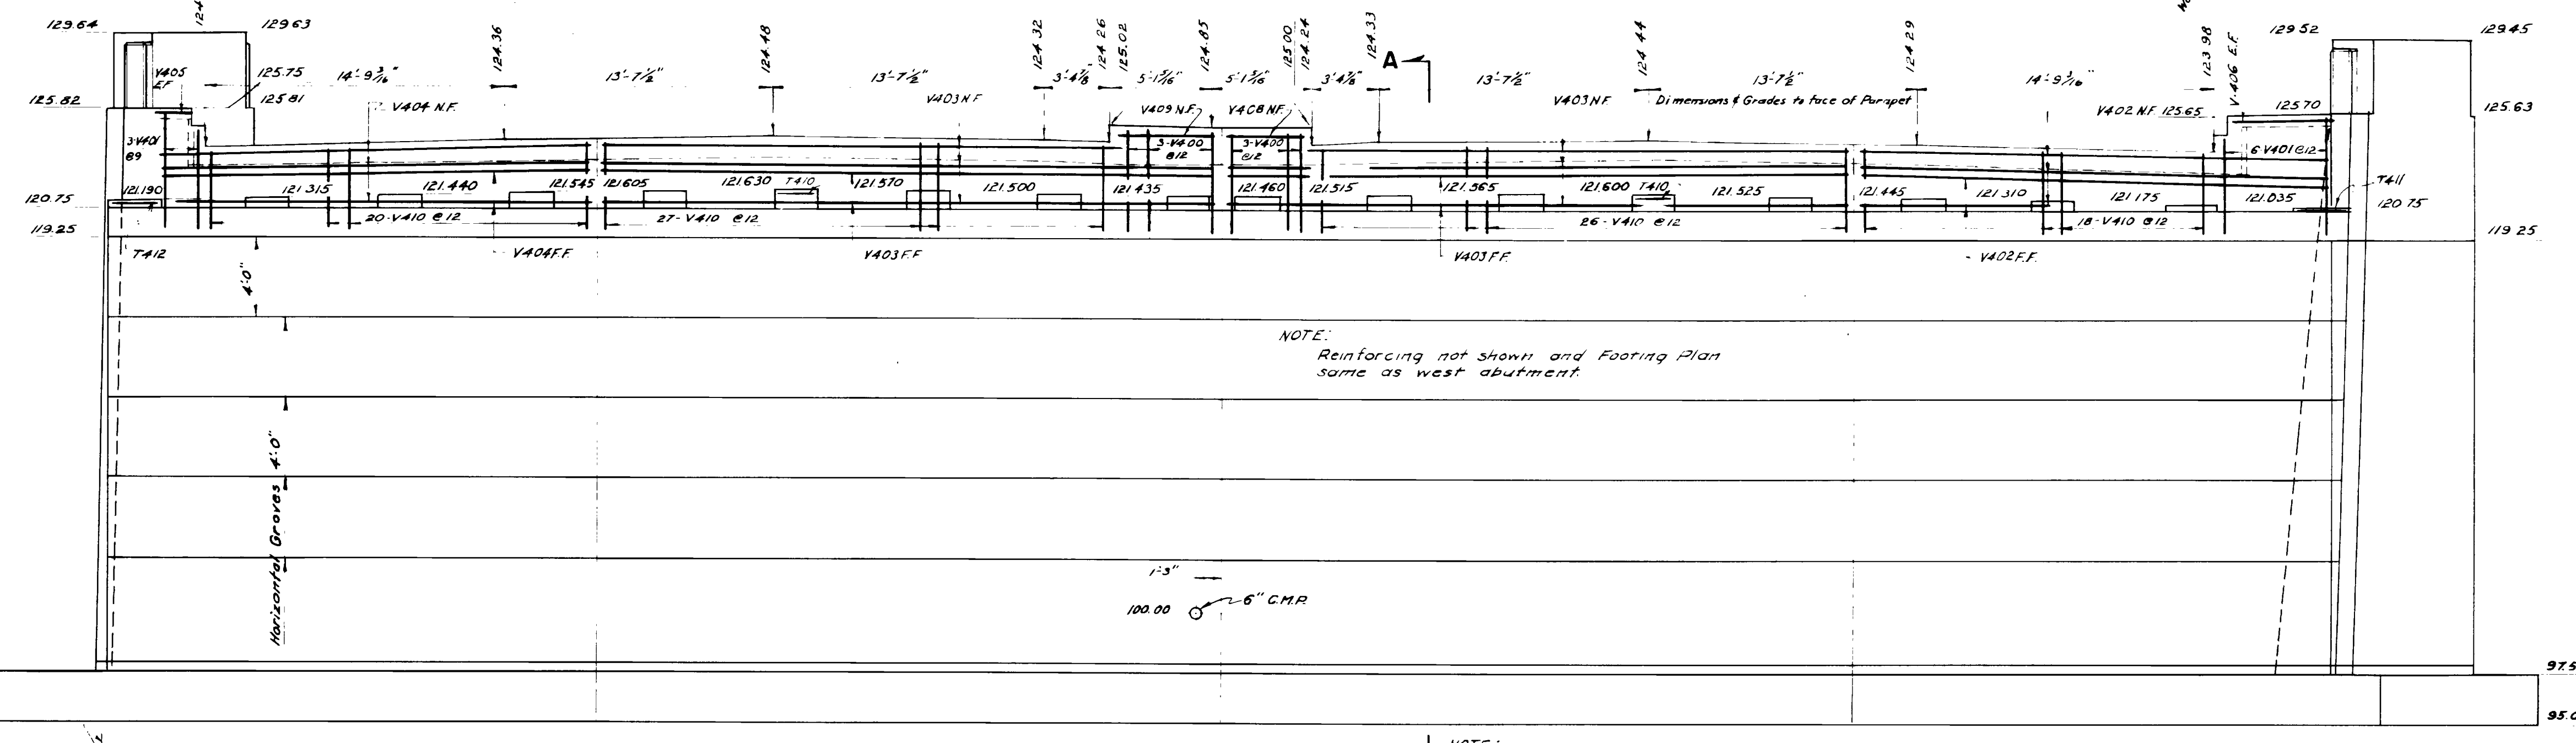 129.64
124
129.63
124.36
124.48
124.32
124 26
125.02
124.85
125 00
124.24
124.33
A
124 44
124 29
123 98
V-406 E.F.
129 52
129.45
V405
E.F.
125.75
14'-9 3/16"
13'-7 1/2"
13'-7 1/2"
3'-4 7/8"
5'-1 5/16"
5'-1 5/16"
3'-4 7/8"
13'-7 1/2"
13'-7 1/2"
14'-9 3/16"
125.82
125 81
V404 N.F.
V403 N F
V409 N.F.
V408 N.F.
V403 N.F.
Dimensions & Grades to face of Parapet
V402 N.F. 125.65
125 70
125.63
3-V401
@9
3-V400
@12
3-V400
@12
6-V401@12
121.190
121.315
121.440
121.545
121.605
121.630
T410
121.570
121.500
121.435
121.460
121.515
121.565
121.600
T410
121.525
121.445
121.310
121 175
121.035
T411
120.75
120 75
20-V410 @12
27-V410 @12
26-V410 @12
18-V410 @12
119.25
119 25
T412
V404 F.F.
V403 F.F.
V403 F.F.
V402 F.F.
4'-0"
NOTE:
Reinforcing not shown and Footing Plan
same as west abutment.
Horizontal Groves 4'-0"
1'-3"
100.00
6" C.M.P.
97.5
95.0
NOTE: